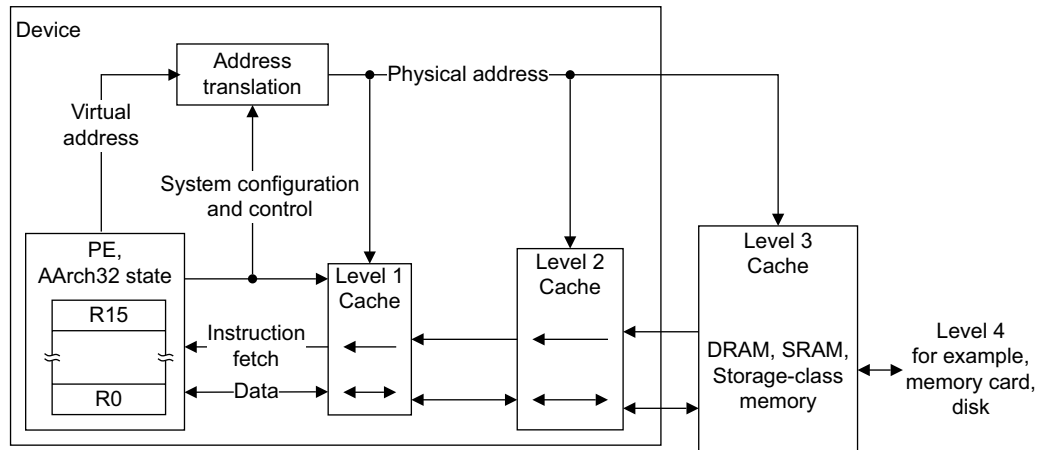 Device
Address
translation
Physical address
Virtual
address
System configuration
and control
PE,
AArch32 state
R15
R0
Instruction
fetch
Data
Level 1
Cache
Level 2
Cache
Level 3
Cache
DRAM, SRAM,
Storage-class
memory
Level 4
for example,
memory card,
disk